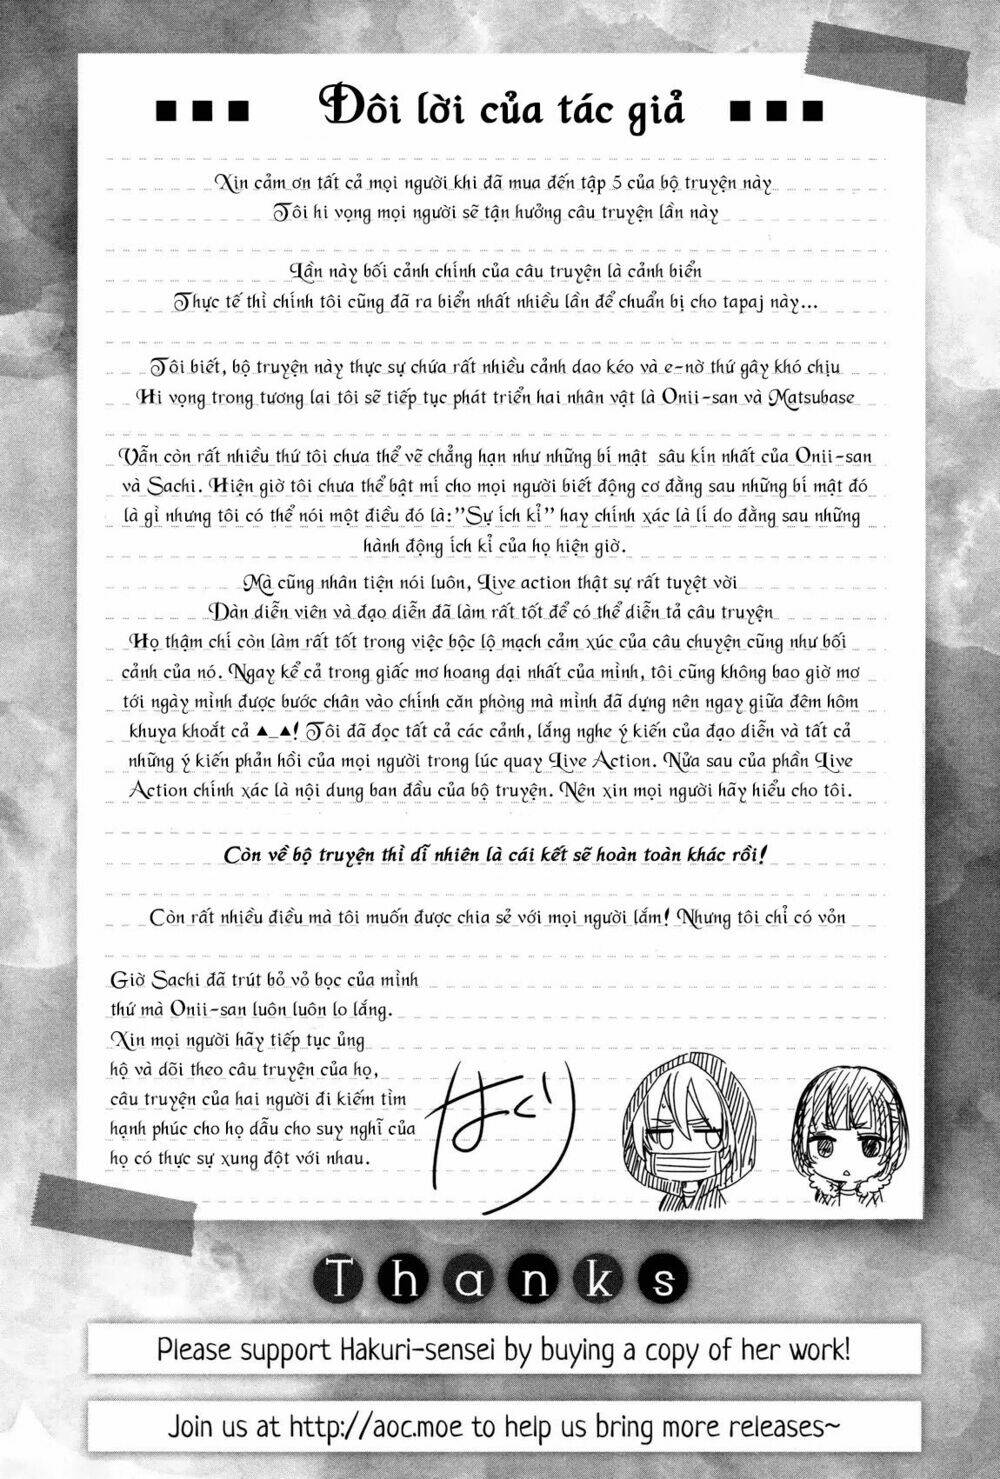 Đôi lời của tác giả
Xin cảm ơn tất cả mọi người khi đã mua đến tập 5 của bộ truyện này
Tôi hi vọng mọi người sẽ tận hưởng câu truyện lần này
Lần này bối cảnh chính của câu truyện là cảnh biển
Thực tế thì chính tôi cũng đã ra biển nhất nhiều lần để chuẩn bị cho tapaj này...
Tôi biết, bộ truyện này thực sự chứa rất nhiều cảnh dao kéo và e-nờ thứ gây khó chịu
Hi vọng trong tương lai tôi sẽ tiếp tục phát triển hai nhân vật là Onii-san và Matsubase
Vẫn còn rất nhiều thứ tôi chưa thể vẽ chẳng hạn như những bí mật sâu kín nhất của Onii-san
và Sachi. Hiện giờ tôi chưa thể bật mí cho mọi người biết động cơ đằng sau những bí mật đó
là gì nhưng tôi có thể nói một điều đó là:"Sự ích kỉ" hay chính xác là lí do đằng sau những
hành động ích kỉ của họ hiện giờ.
Mà cũng nhân tiện nói luôn, Live action thật sự rất tuyệt vời
Dàn diễn viên và đạo diễn đã làm rất tốt để có thể diễn tả câu truyện
Họ thậm chí còn làm rất tốt trong việc bộc lộ mạch cảm xúc của câu chuyện cũng như bối
cảnh của nó. Ngay kể cả trong giấc mơ hoang dại nhất của mình, tôi cũng không bao giờ mơ
tới ngày mình được bước chân vào chính căn phòng mà mình đã dựng nên ngay giữa đêm hôm
khuya khoắt cả ▲_▲! Tôi đã đọc tất cả các cảnh, lắng nghe ý kiến của đạo diễn và tất cả
những ý kiến phản hồi của mọi người trong lúc quay Live Action. Nửa sau của phần Live
Action chính xác là nội dung ban đầu của bộ truyện. Nên xin mọi người hãy hiểu cho tôi.
Còn về bộ truyện thì dĩ nhiên là cái kết sẽ hoàn toàn khác rồi!
Còn rất nhiều điều mà tôi muốn được chia sẻ với mọi người lắm! Nhưng tôi chỉ có vỏn
Giờ Sachi đã trút bỏ vỏ bọc của mình
thứ mà Onii-san luôn luôn lo lắng.
Xin mọi người hãy tiếp tục ủng
hộ và dõi theo câu truyện của họ,
câu truyện của hai người đi kiếm tìm
hạnh phúc cho họ dẫu cho suy nghĩ của
họ có thực sự xung đột với nhau.
はくり
Thanks
Please support Hakuri-sensei by buying a copy of her work!
Join us at http://aoc.moe to help us bring more releases~